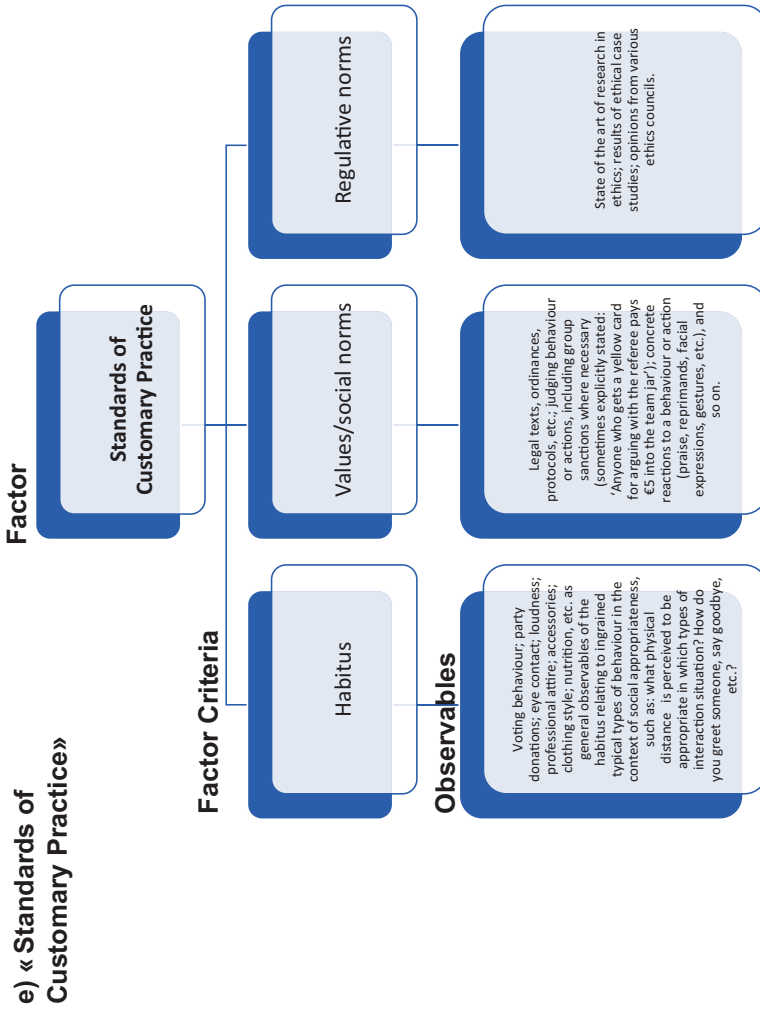 e) « Standards of
Customary Practice»
Factor
Standards of
Customary Practice
Factor Criteria
Habitus
Values/social norms
Regulative norms
Observables
Voting behaviour; party
donations; eye contact; loudness;
professional attire; accessories;
clothing style; nutrition, etc. as
general observables of the
habitus relating to ingrained
typical types of behaviour in the
context of social appropriateness,
such as: what physical
distance is perceived to be
appropriate in which types of
interaction situation? How do
you greet someone, say goodbye,
etc.?
Legal texts, ordinances,
protocols, etc.; judging behaviour
or actions, including group
sanctions where necessary
(sometimes explicitly stated:
‘Anyone who gets a yellow card
for arguing with the referee pays
€5 into the team jar’); concrete
reactions to a behaviour or action
(praise, reprimands, facial
expressions, gestures, etc.), and
so on.
State of the art of research in
ethics; results of ethical case
studies; opinions from various
ethics councils.